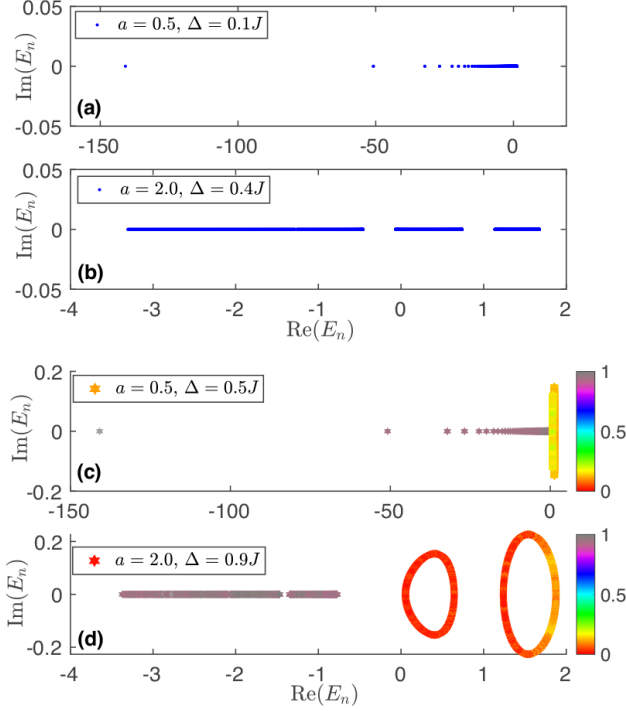 0.05
a = 0.5, Δ = 0.1J
Im(E_n)
0
(a)
-0.05
-150
-100
-50
0
0.05
a = 2.0, Δ = 0.4J
Im(E_n)
0
(b)
-0.05
-4
-3
-2
-1
0
1
2
Re(E_n)
0.2
a = 0.5, Δ = 0.5J
Im(E_n)
0
(c)
-0.2
-150
-100
-50
0
1
0.5
0
0.2
a = 2.0, Δ = 0.9J
Im(E_n)
0
(d)
-0.2
-4
-3
-2
-1
0
1
2
Re(E_n)
1
0.5
0